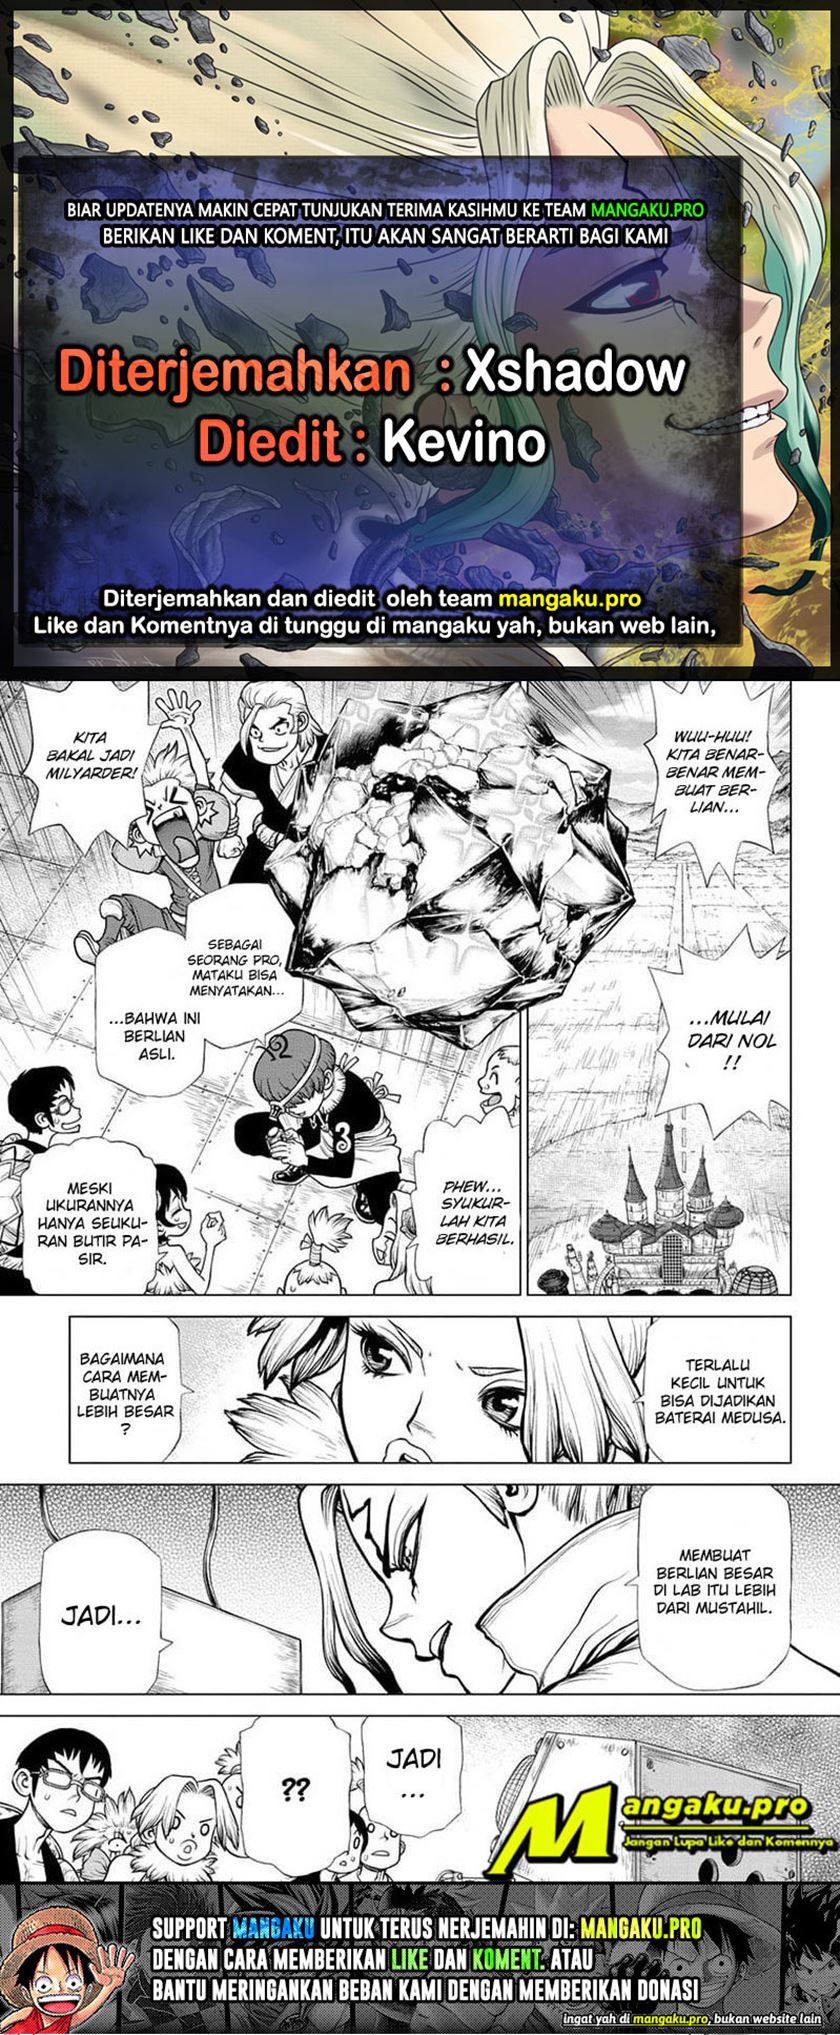 BIAR UPDATENYA MAKIN CEPAT TUNJUKAN TERIMA KASIHMU KE TEAM MANGAKU.PRO
BERIKAN LIKE DAN KOMENT, ITU AKAN SANGAT BERARTI BAGI KAMI
Diterjemahkan : Xshadow
Diedit : Kevino
Diterjemahkan dan diedit oleh team mangaku.pro
Like dan Komentnya di tunggu di mangaku yah, bukan web lain,
WUU-HUU!
KITA BENAR-
BENAR MEM-
BUAT BER-
LIAN...
...MULAI
DARI NOL
!!
KITA
BAKAL JADI
MILYARDER!
SEBAGAI
SEORANG PRO,
MATAKU BISA
MENYATAKAN...
...BAHWA INI
BERLIAN
ASLI.
PHEW...
SYUKUR-
LAH KITA
BERHASIL.
MESKI
UKURANNYA
HANYA SEUKU-
RAN BUTIR PA-
SIR.
3
TERLALU
KECIL UNTUK
BISA DIJADIKAN
BATERAI MEDUSA.
BAGAIMANA
CARA MEM-
BUATNYA
LEBIH BESAR
?
MEMBUAT
BERLIAN BESAR
DI LAB ITU LEBIH
DARI MUSTAHIL.
JADI...
JADI
...
??
Mangaku.pro
Jangan Lupa Like dan Komennya
SUPPORT MANGAKU UNTUK TERUS NERJEMAHIN DI: MANGAKU.PRO
DENGAN CARA MEMBERIKAN LIKE DAN KOMENT. ATAU
BANTU MERINGANKAN BEBAN KAMI DENGAN MEMBERIKAN DONASI
ingat yah di mangaku.pro, bukan website lain